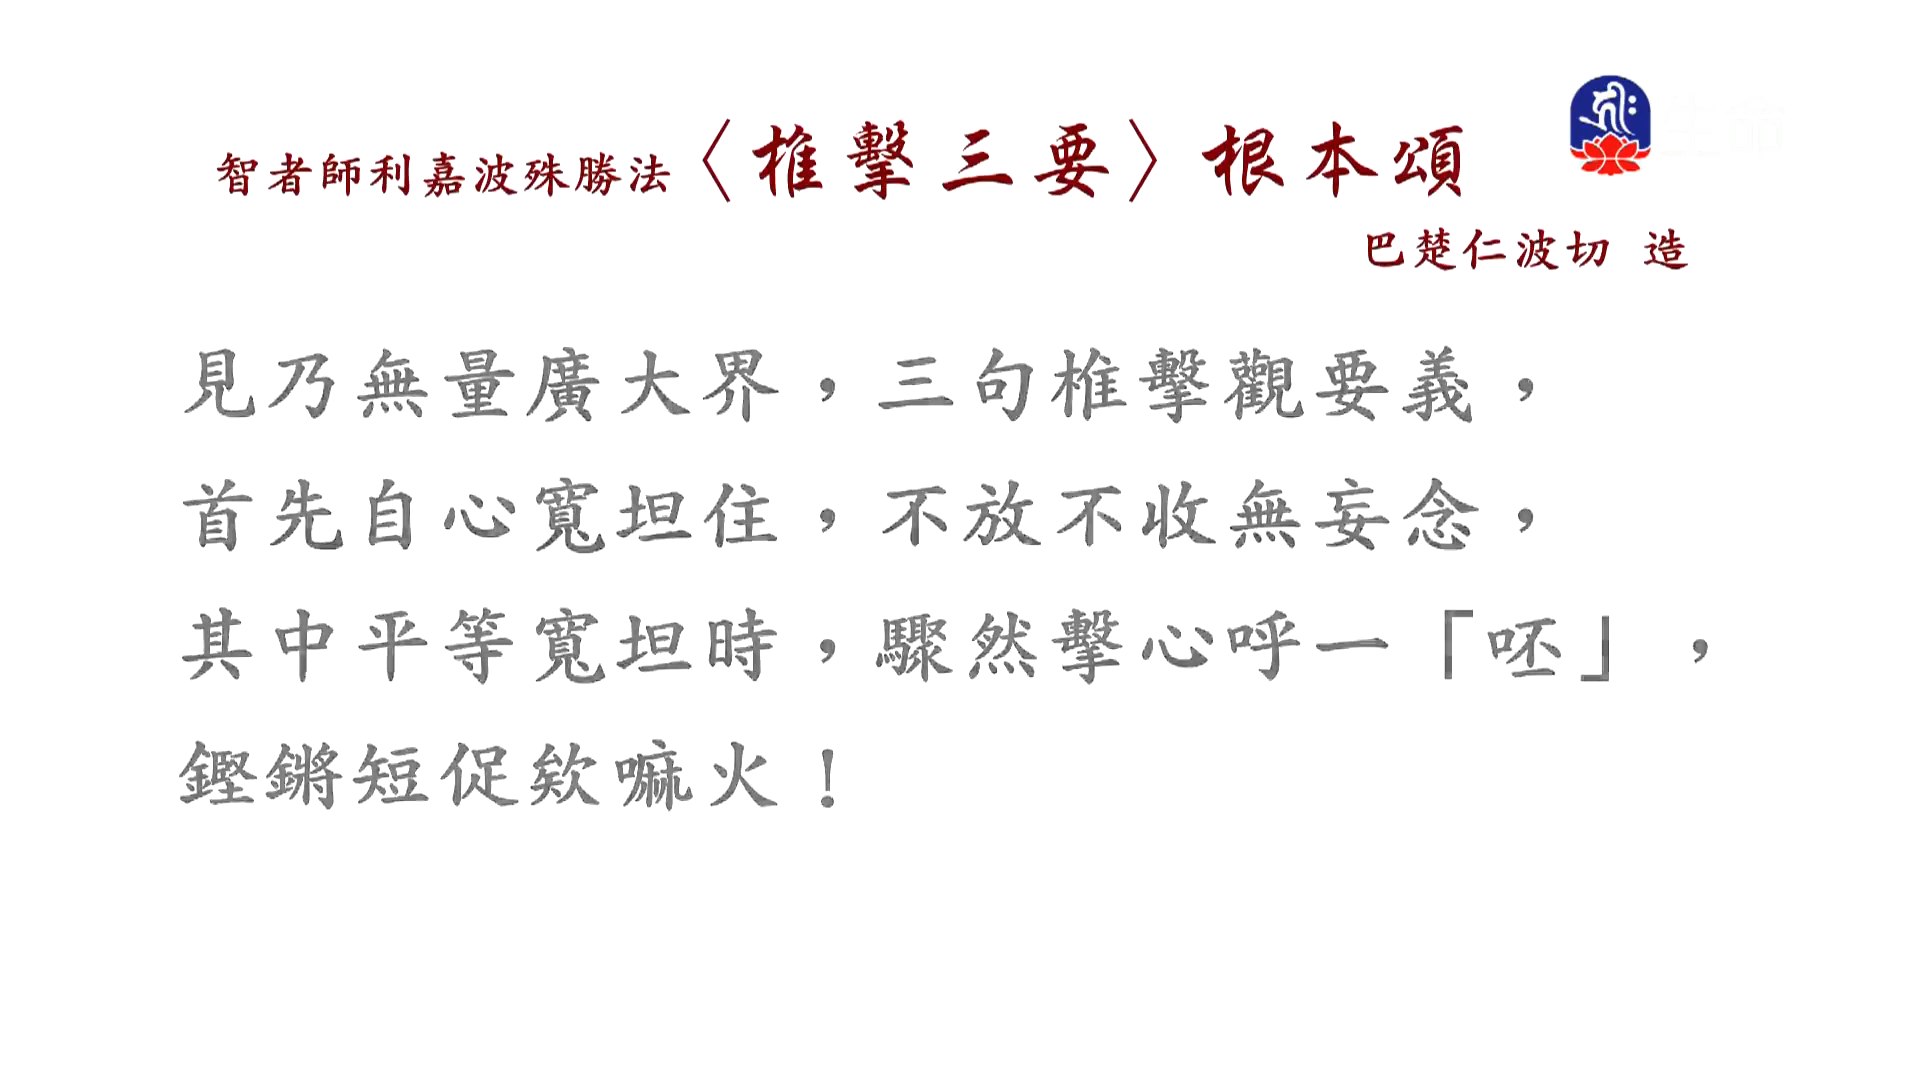 智者師利嘉波殊勝法〈椎擊三要〉根本頌
巴楚仁波切 造
見乃無量廣大界，三句椎擊觀要義，
首先自心寬坦住，不放不收無妄念，
其中平等寬坦時，驟然擊心呼一「呸」，
鏗鏘短促欸嘛火！